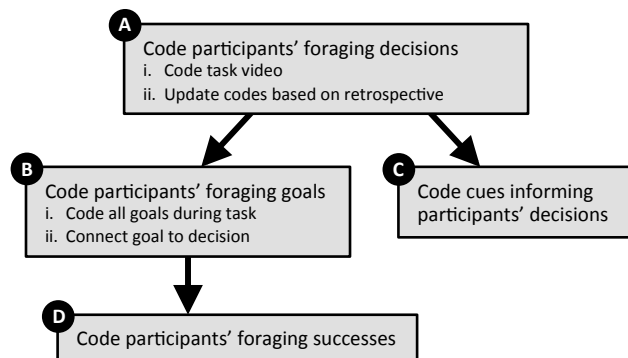 A
Code participants’ foraging decisions
i. Code task video
ii. Update codes based on retrospective
B
Code participants’ foraging goals
i. Code all goals during task
ii. Connect goal to decision
C
Code cues informing
participants’ decisions
D
Code participants’ foraging successes